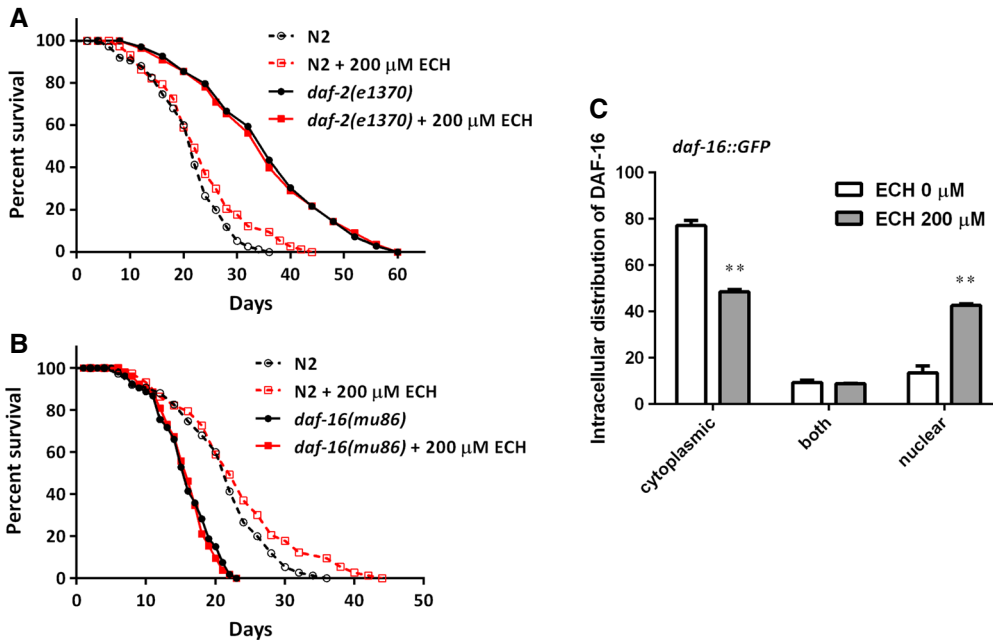 A
Percent survival
100
80
60
40
20
0
0
10
20
30
40
50
60
70
Days
N2
N2 + 200 μM ECH
daf-2(e1370)
daf-2(e1370) + 200 μM ECH
B
Percent survival
100
80
60
40
20
0
0
10
20
30
40
50
Days
N2
N2 + 200 μM ECH
daf-16(mu86)
daf-16(mu86) + 200 μM ECH
C
daf-16::GFP
Intracellular distribution of DAF-16
100
80
60
40
20
0
ECH 0 μM
ECH 200 μM
**
**
cytoplasmic
both
nuclear